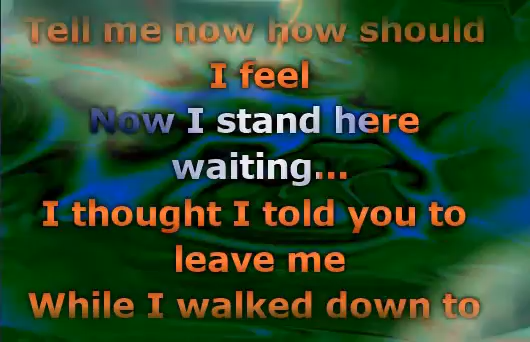 Tell me now how should
I feel
Now I stand here
waiting...
I thought I told you to
leave me
While I walked down to